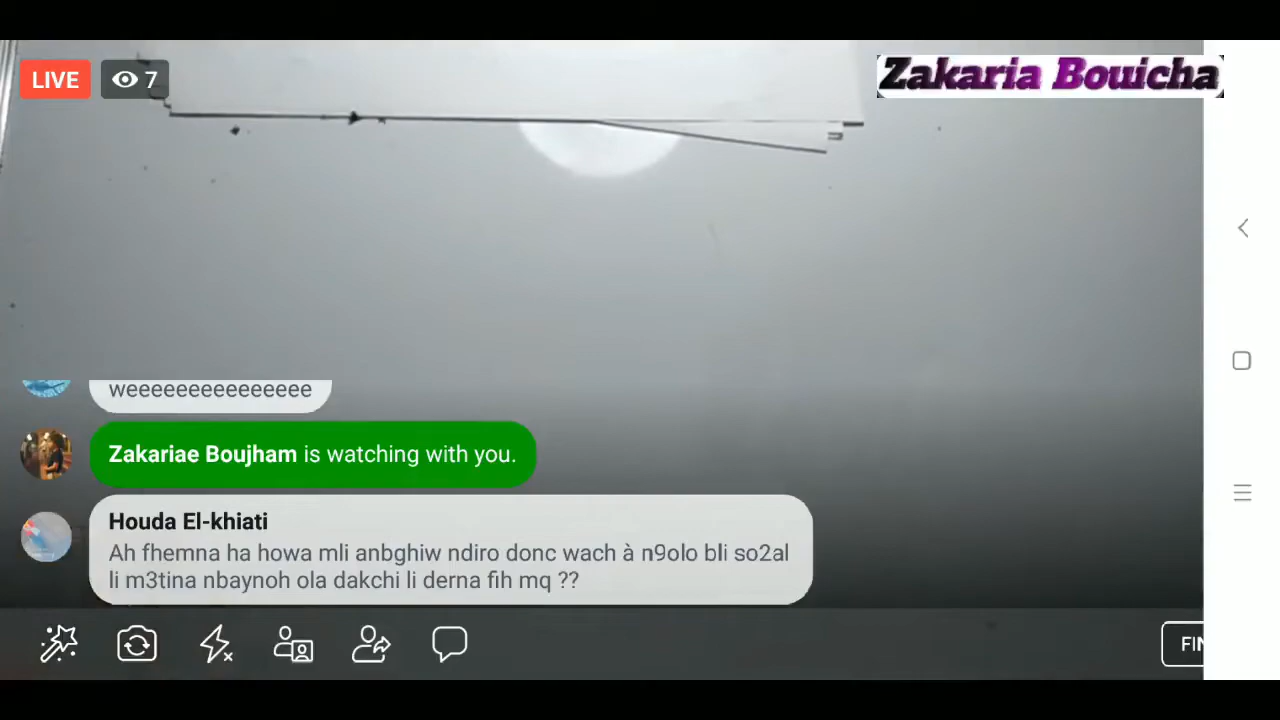 LIVE
7
Zakaria Bouicha
weeeeeeeeeeeeeee
Zakariae Boujham is watching with you.
Houda El-khiati
Ah fhemna ha howa mli anbghiw ndiro donc wach à n9olo bli so2al
li m3tina nbaynoh ola dakchi li derna fih mq ??
FIN